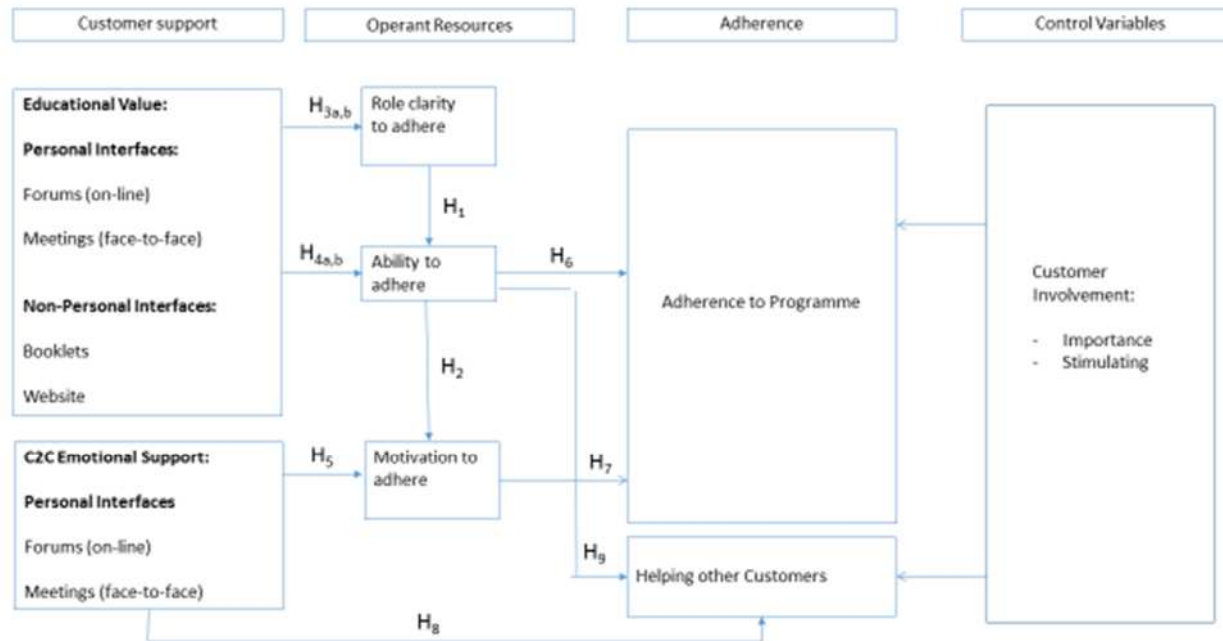 Customer support
Operant Resources
Adherence
Control Variables
Educational Value:
Personal Interfaces:
Forums (on-line)
Meetings (face-to-face)
Non-Personal Interfaces:
Booklets
Website
H3a,b
Role clarity
to adhere
H1
H4a,b
Ability to
adhere
H6
H2
Adherence to Programme
Customer
Involvement:
- Importance
- Stimulating
C2C Emotional Support:
Personal Interfaces
Forums (on-line)
Meetings (face-to-face)
H5
Motivation to
adhere
H7
H9
Helping other Customers
H8